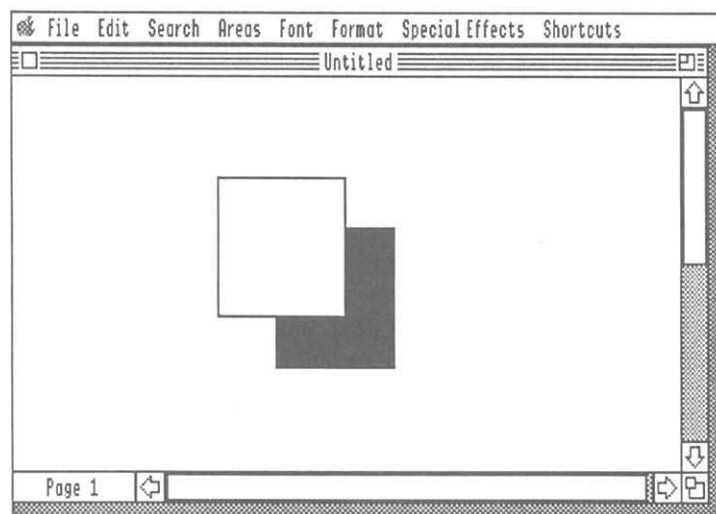 File Edit Search Areas Font Format Special Effects Shortcuts
Untitled
Page 1